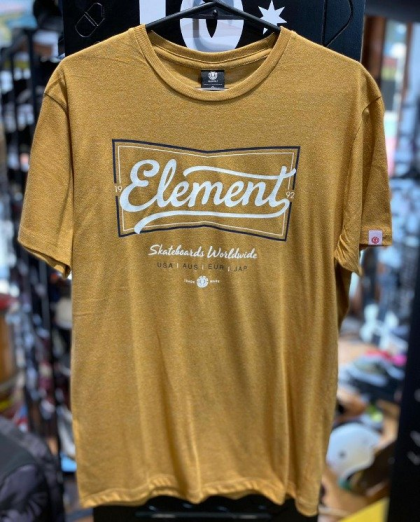 19 Element 92
Skateboards Worldwide
USA | AUS | EUR | JAP